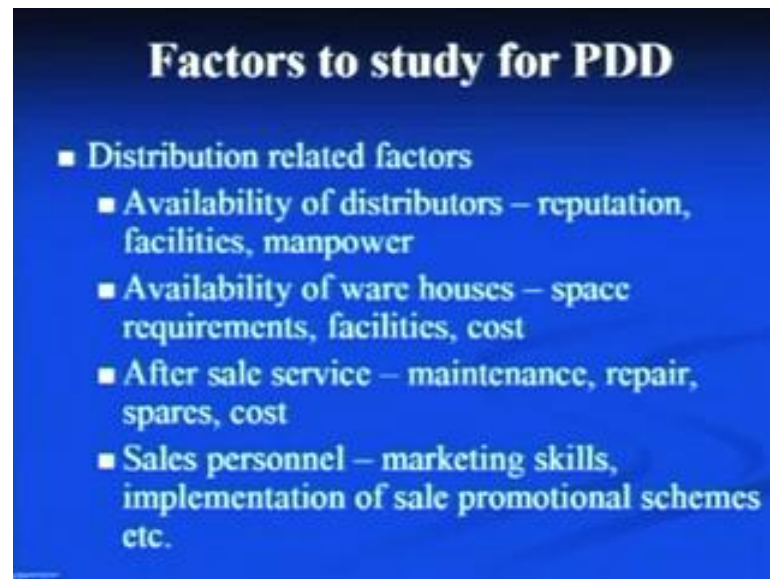 Factors to study for PDD
■ Distribution related factors
■ Availability of distributors – reputation,
facilities, manpower
■ Availability of ware houses – space
requirements, facilities, cost
■ After sale service – maintenance, repair,
spares, cost
■ Sales personnel – marketing skills,
implementation of sale promotional schemes
etc.